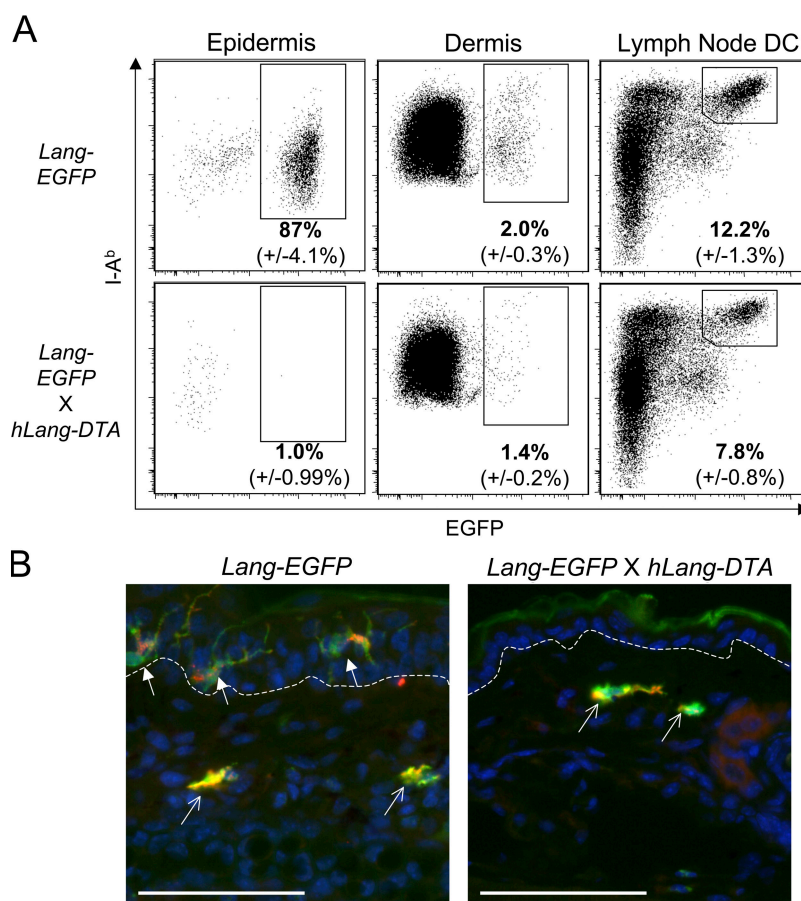 A
Epidermis
Dermis
Lymph Node DC
Lang-
EGFP
87%
(+/-4.1%)
2.0%
(+/-0.3%)
12.2%
(+/-1.3%)
I-Aᵇ
Lang-
EGFP
X
hLang-DTA
1.0%
(+/-0.99%)
1.4%
(+/-0.2%)
7.8%
(+/-0.8%)
EGFP
B
Lang-EGFP
Lang-EGFP X hLang-DTA